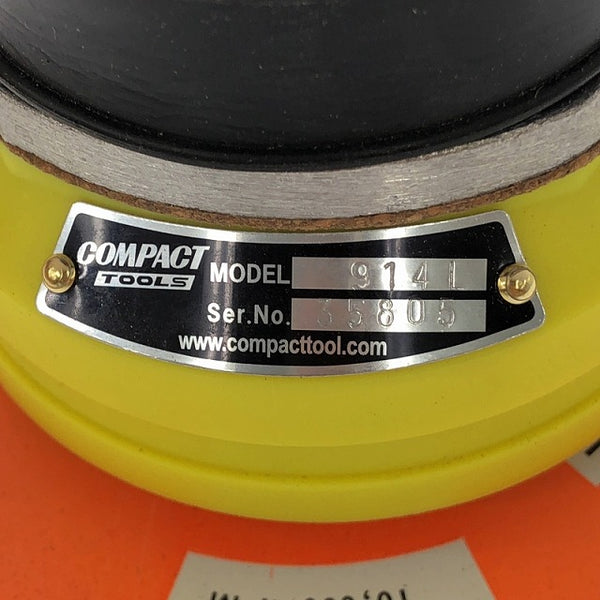 COMPACT
TOOLS
MODEL 914L
Ser.No. 35805
www.compacttool.com